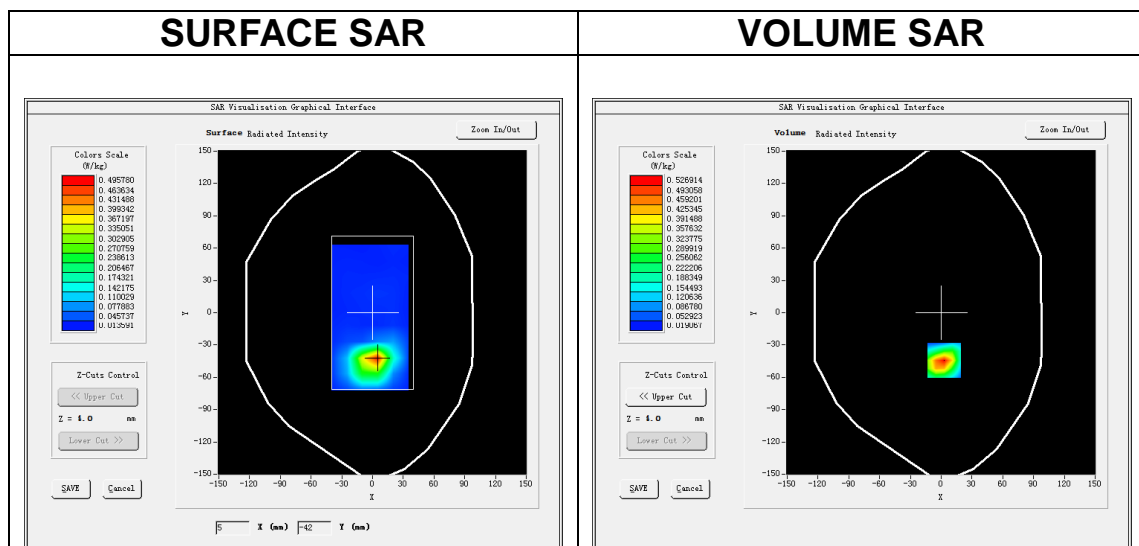 SURFACE SAR
SAR Visualisation Graphical Interface
Surface Radiated Intensity
Zoom In/Out
Colors Scale
(W/kg)
0.495780
0.463634
0.431488
0.399342
0.367197
0.335051
0.302905
0.270759
0.238613
0.206467
0.174321
0.142175
0.110029
0.077883
0.045737
0.013591
Z-Cuts Control
<< Upper Cut
Z = 4.0 mm
Lower Cut >>
SAVE Cancel
Y
150
120
90
60
30
0
-30
-60
-90
-120
-150
-150 -120 -90 -60 -30 0 30 60 90 120 150
X
5 X (mm) -42 Y (mm)
VOLUME SAR
SAR Visualisation Graphical Interface
Volume Radiated Intensity
Zoom In/Out
Colors Scale
(W/kg)
0.526914
0.493058
0.459201
0.425345
0.391488
0.357632
0.323775
0.289919
0.256062
0.222206
0.188349
0.154493
0.120636
0.086780
0.052923
0.019067
Z-Cuts Control
<< Upper Cut
Z = 4.0 mm
Lower Cut >>
SAVE Cancel
Y
150
120
90
60
30
0
-30
-60
-90
-120
-150
-150 -120 -90 -60 -30 0 30 60 90 120 150
X